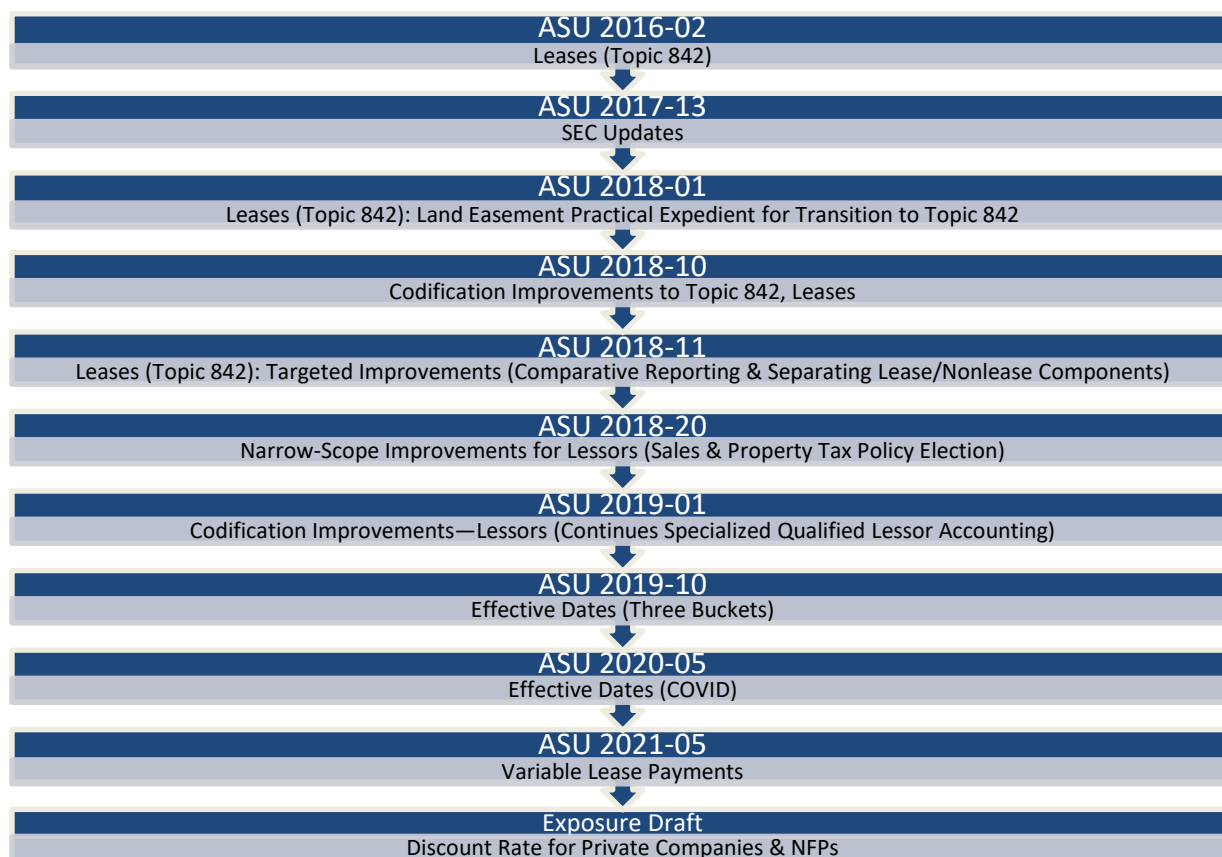 ASU 2016-02
Leases (Topic 842)
ASU 2017-13
SEC Updates
ASU 2018-01
Leases (Topic 842): Land Easement Practical Expedient for Transition to Topic 842
ASU 2018-10
Codification Improvements to Topic 842, Leases
ASU 2018-11
Leases (Topic 842): Targeted Improvements (Comparative Reporting & Separating Lease/Nonlease Components)
ASU 2018-20
Narrow-Scope Improvements for Lessors (Sales & Property Tax Policy Election)
ASU 2019-01
Codification Improvements—Lessors (Continues Specialized Qualified Lessor Accounting)
ASU 2019-10
Effective Dates (Three Buckets)
ASU 2020-05
Effective Dates (COVID)
ASU 2021-05
Variable Lease Payments
Exposure Draft
Discount Rate for Private Companies & NFPs